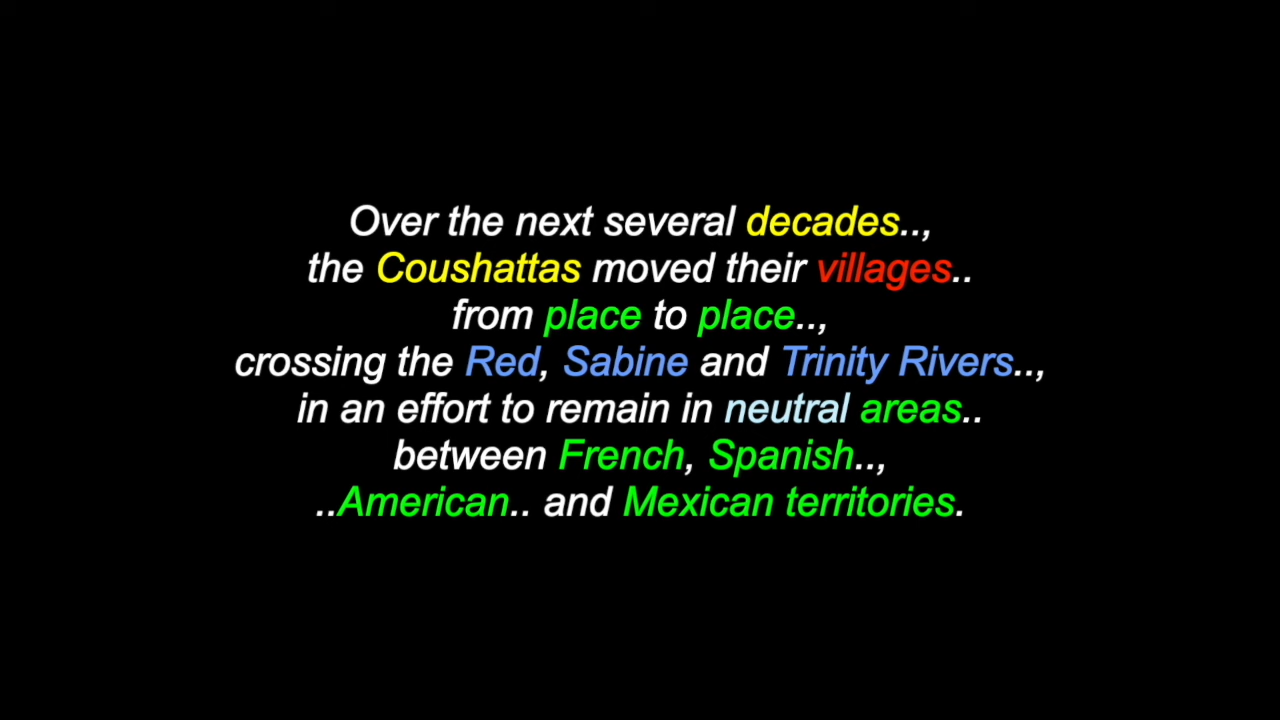 Over the next several decades..,
the Coushattas moved their villages..
from place to place..,
crossing the Red, Sabine and Trinity Rivers..,
in an effort to remain in neutral areas..
between French, Spanish..,
..American.. and Mexican territories.